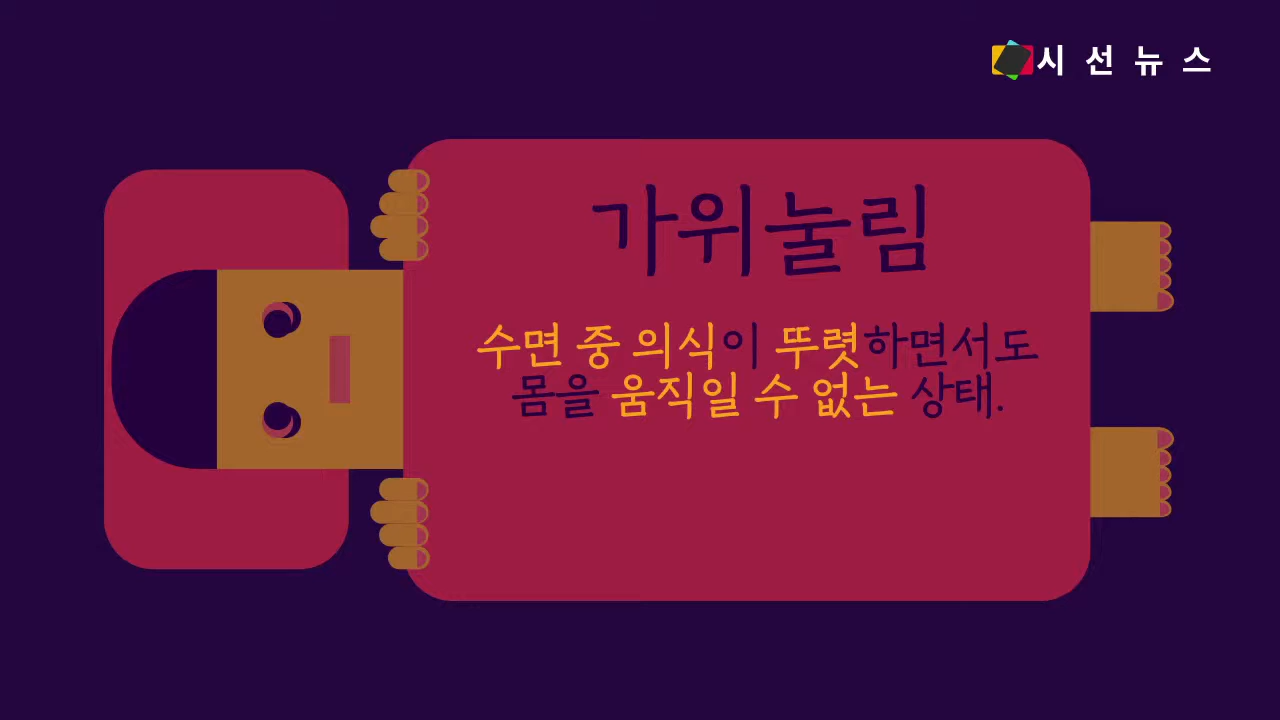 시선뉴스
가위눌림
수면 중 의식이 뚜렷하면서도
몸을 움직일 수 없는 상태.